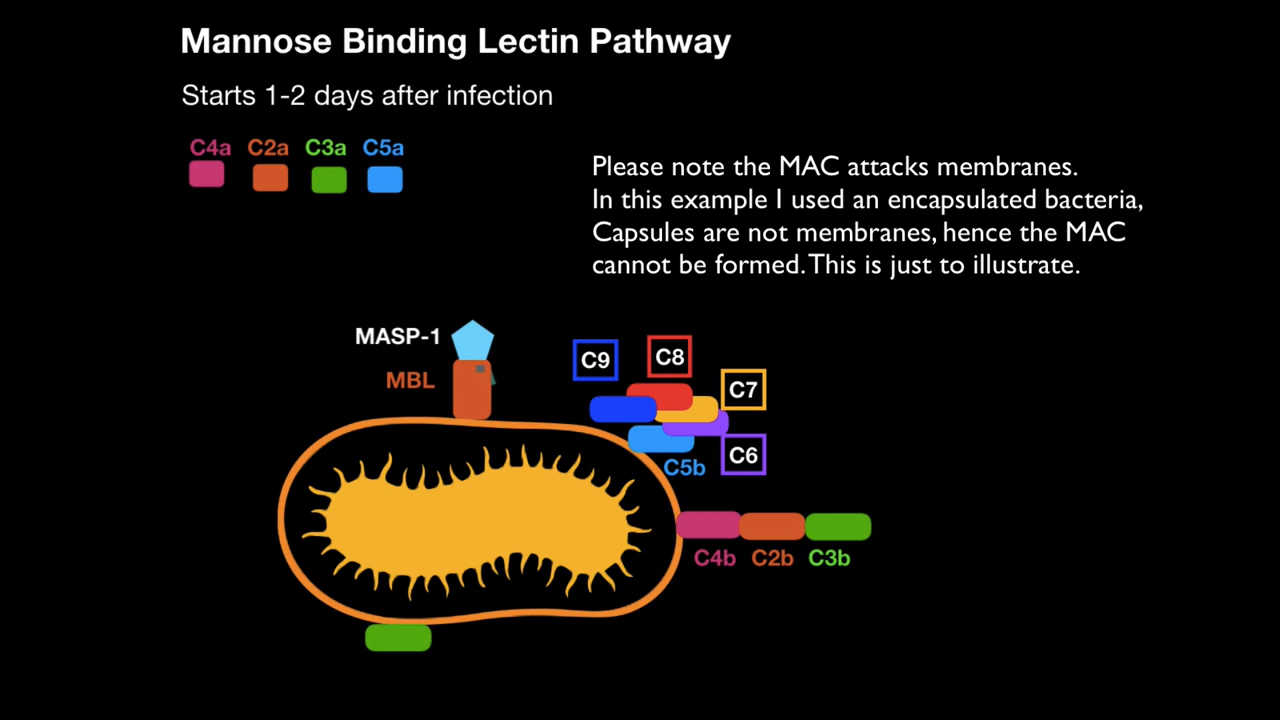 Mannose Binding Lectin Pathway
Starts 1-2 days after infection
C4a C2a C3a C5a
Please note the MAC attacks membranes.
In this example I used an encapsulated bacteria,
Capsules are not membranes, hence the MAC
cannot be formed. This is just to illustrate.
MASP-1
MBL
C9
C8
C7
C6
C5b
C4b C2b C3b